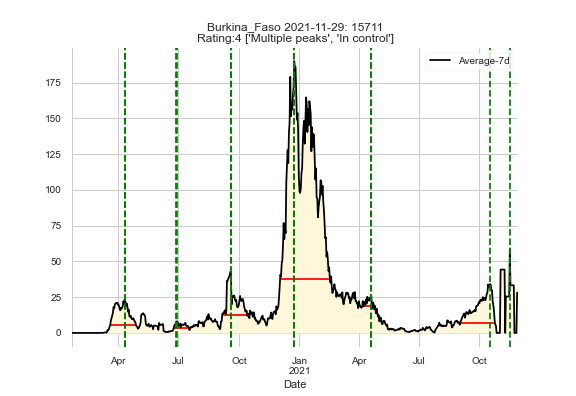 Burkina_Faso 2021-11-29: 15711
Rating:4 ['Multiple peaks', 'In control']
Average-7d
175
150
125
100
75
50
25
0
Apr Jul Oct Jan Apr Jul Oct
2021
Date